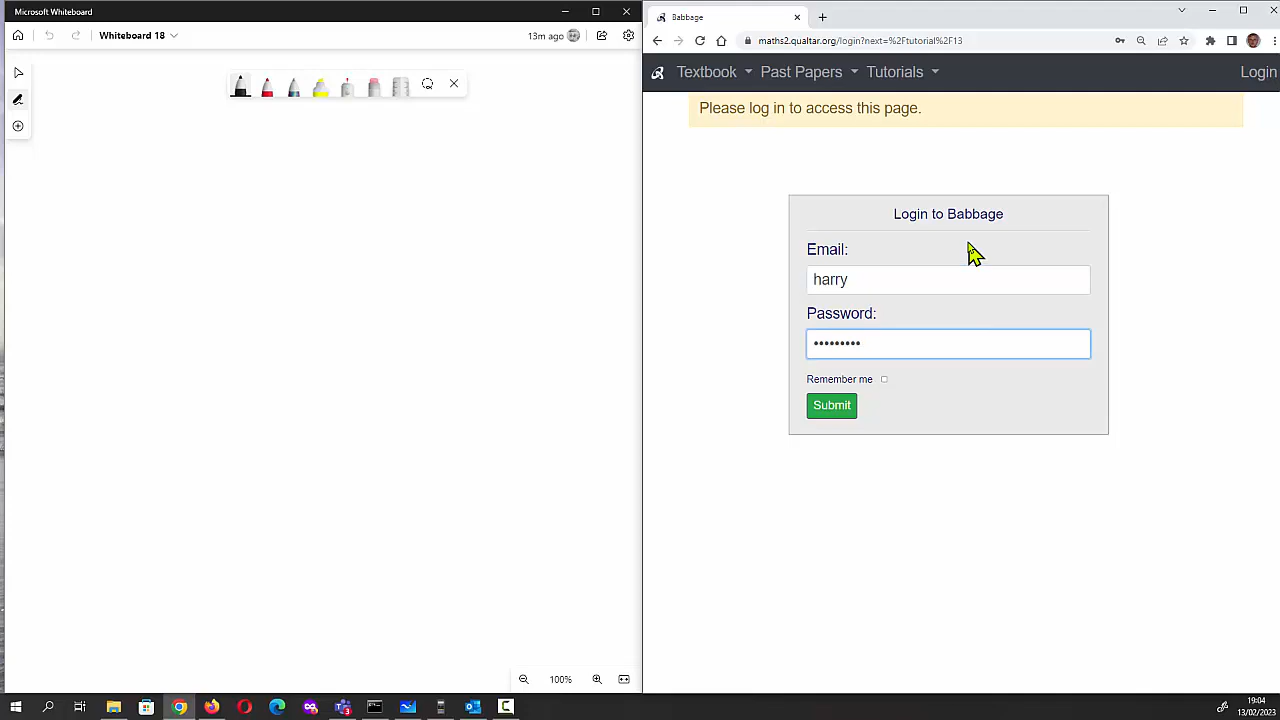 Microsoft Whiteboard
Whiteboard 18
13m ago
100%
Babbage
maths2.qualtar.org/login?next=%2Ftutorial%2F13
Textbook Past Papers Tutorials Login
Please log in to access this page.
Login to Babbage
Email:
harry
Password:
•••••••••
Remember me
Submit
19:04
13/02/2023